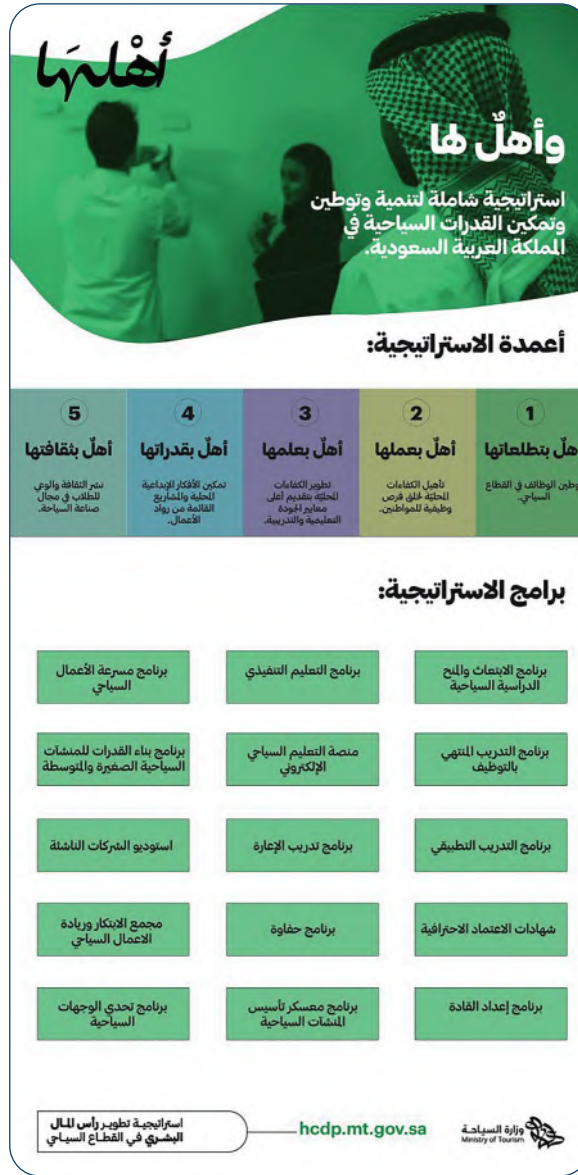 أَهْلهَا
وأهلٌ لها
استراتيجية شاملة لتنمية وتوطين
وتمكين القدرات السياحية في
المملكة العربية السعودية.
أعمدة الاستراتيجية:
1
هلٌ بتطلعاتها
وطين الوظائف في القطاع
السياحي.
2
أهلٌ بعملها
تأهيل الكفاءات
المحليّة لخلق فرص
وظيفية للمواطنين.
3
أهلٌ بعلمها
تطوير الكفاءات
المحليّة بتقديم أعلى
معايير الجودة
التعليمية والتدريبية.
4
أهلٌ بقدراتها
تمكين الأفكار الإبداعية
المحلية والمشاريع
القائمة من رواد
الأعمال.
5
أهلٌ بثقافتها
نشر الثقافة والوعي
للطلاب في مجال
صناعة السياحة.
برامج الاستراتيجية:
برنامج الابتعاث والمنح
الدراسية السياحية
برنامج التعليم التنفيذي
برنامج مسرعة الأعمال
السياحي
برنامج التدريب المنتهي
بالتوظيف
منصة التعليم السياحي
الإلكتروني
برنامج بناء القدرات للمنشآت
السياحية الصغيرة والمتوسطة
برنامج التدريب التطبيقي
برنامج تدريب الإعارة
استوديو الشركات الناشئة
شهادات الاعتماد الاحترافية
برنامج حفاوة
مجمع الابتكار وريادة
الاعمال السياحي
برنامج إعداد القادة
برنامج معسكر تأسيس
المنشآت السياحية
برنامج تحدي الوجهات
السياحية
وزارة السياحة
Ministry of Tourism
hcdp.mt.gov.sa
استراتيجية تطوير رأس المال
البشري في القطاع السياحي